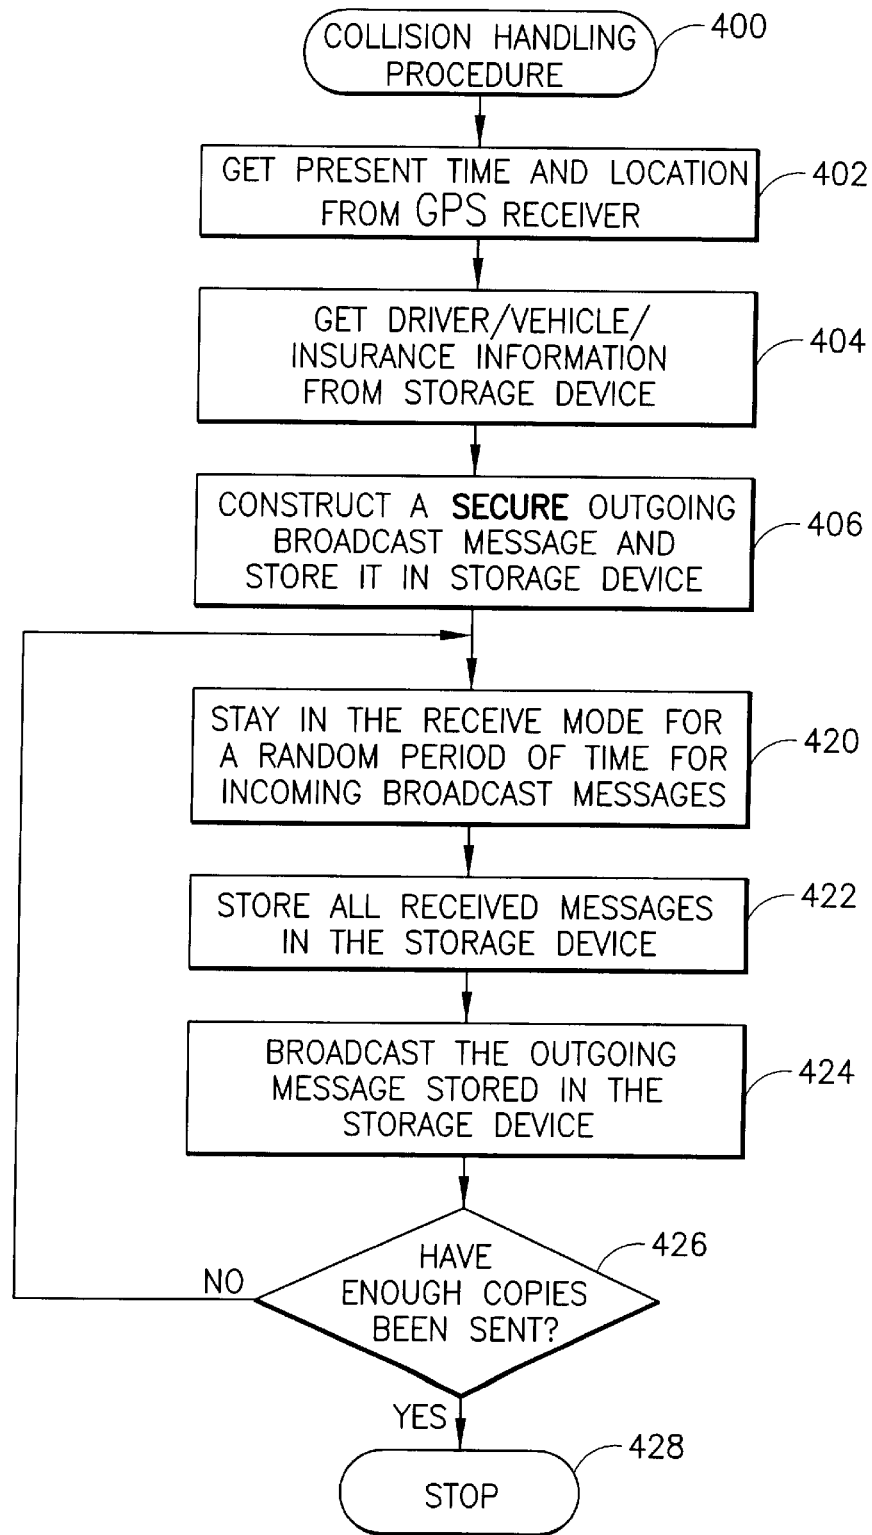 COLLISION HANDLING
PROCEDURE
400
GET PRESENT TIME AND LOCATION
FROM GPS RECEIVER
402
GET DRIVER/VEHICLE/
INSURANCE INFORMATION
FROM STORAGE DEVICE
404
CONSTRUCT A SECURE OUTGOING
BROADCAST MESSAGE AND
STORE IT IN STORAGE DEVICE
406
STAY IN THE RECEIVE MODE FOR
A RANDOM PERIOD OF TIME FOR
INCOMING BROADCAST MESSAGES
420
STORE ALL RECEIVED MESSAGES
IN THE STORAGE DEVICE
422
BROADCAST THE OUTGOING
MESSAGE STORED IN THE
STORAGE DEVICE
424
HAVE
ENOUGH COPIES
BEEN SENT?
426
NO
YES
STOP
428